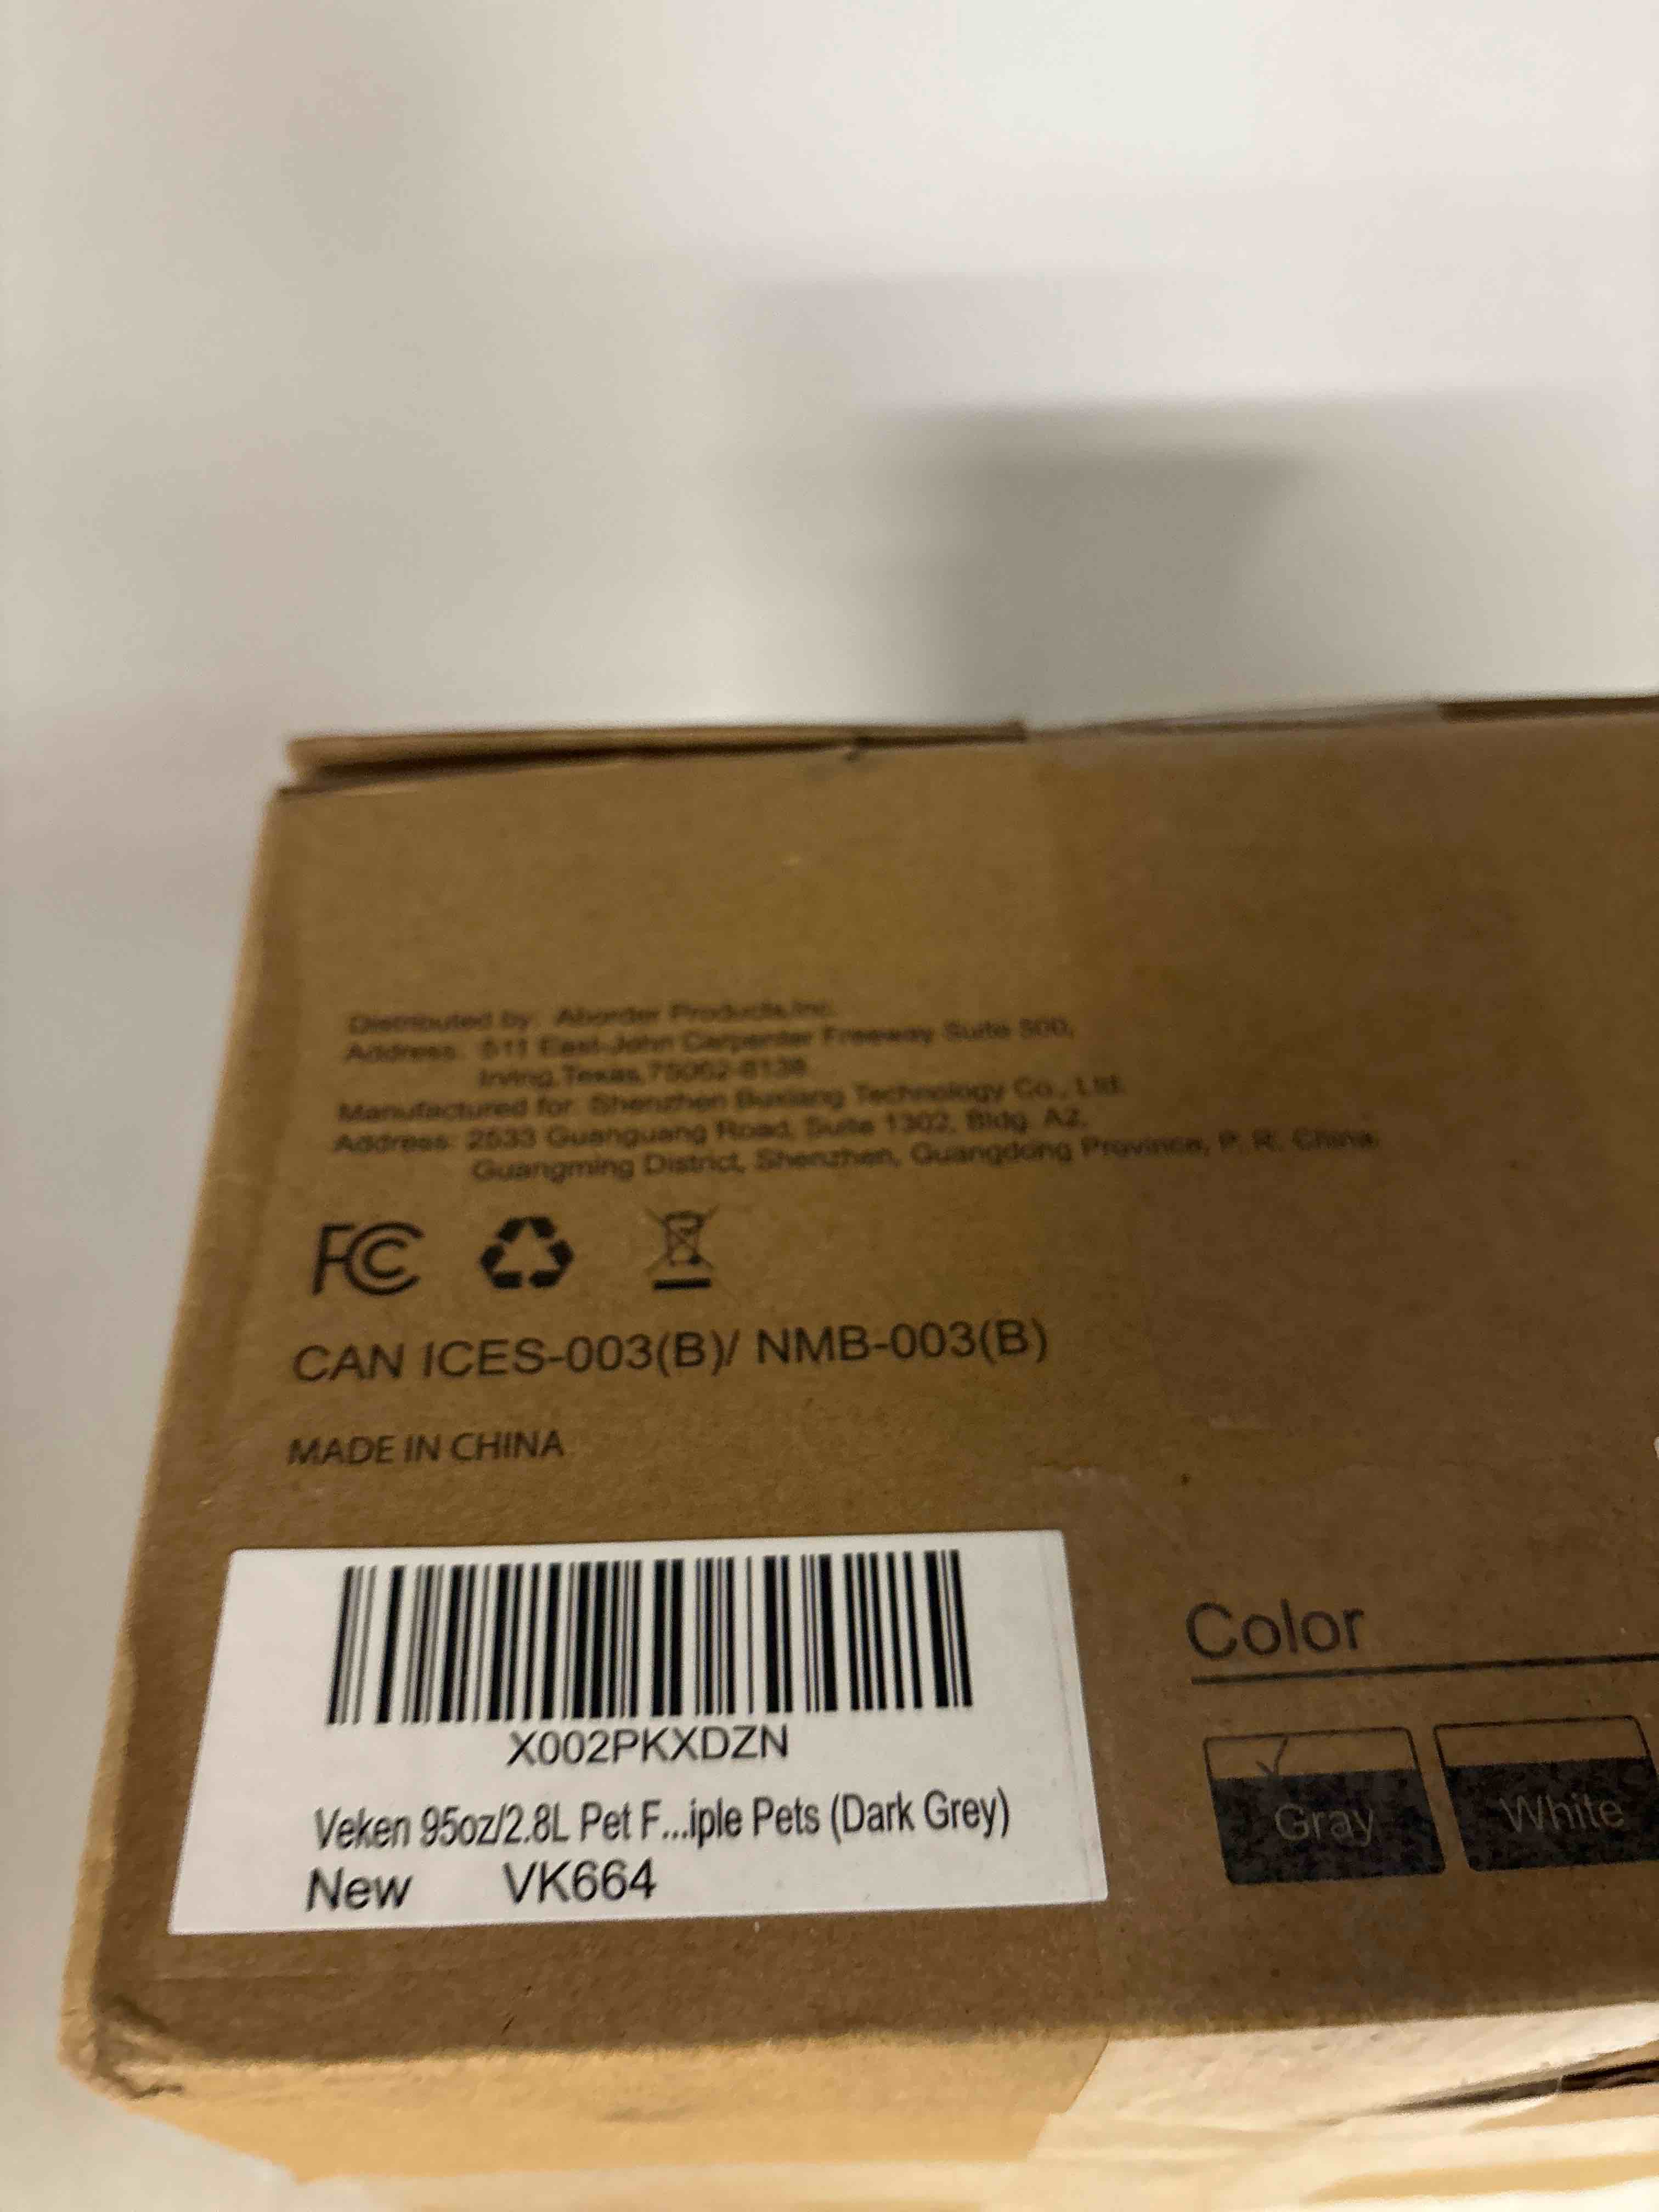 Distributed by: Aborder Products,Inc.
Address: 511 East John Carpenter Freeway Suite 500,
Irving,Texas,75062-8138
Manufactured for: Shenzhen Buxiang Technology Co., Ltd.
Address: 2533 Guanguang Road, Suite 1302, Bldg. A2,
Guangming District, Shenzhen, Guangdong Province, P. R. China.
FC
CAN ICES-003(B)/ NMB-003(B)
MADE IN CHINA
X002PKXDZN
Veken 95oz/2.8L Pet F...iple Pets (Dark Grey)
New VK664
Color
Gray White